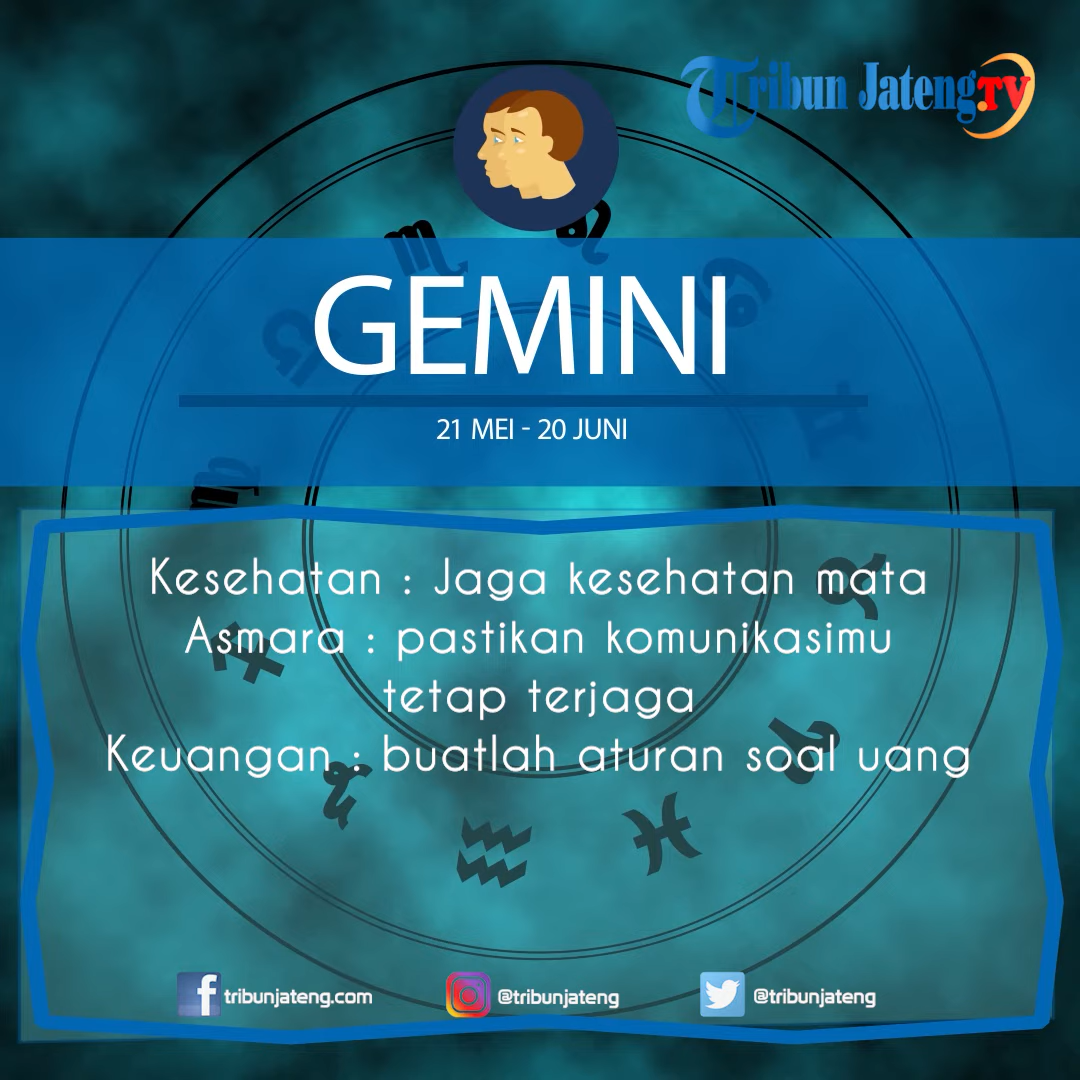 Tribun Jateng.TV
GEMINI
21 MEI - 20 JUNI
Kesehatan : Jaga kesehatan mata
Asmara : pastikan komunikasimu
tetap terjaga
Keuangan : buatlah aturan soal uang
tribunjateng.com
@tribunjateng
@tribunjateng